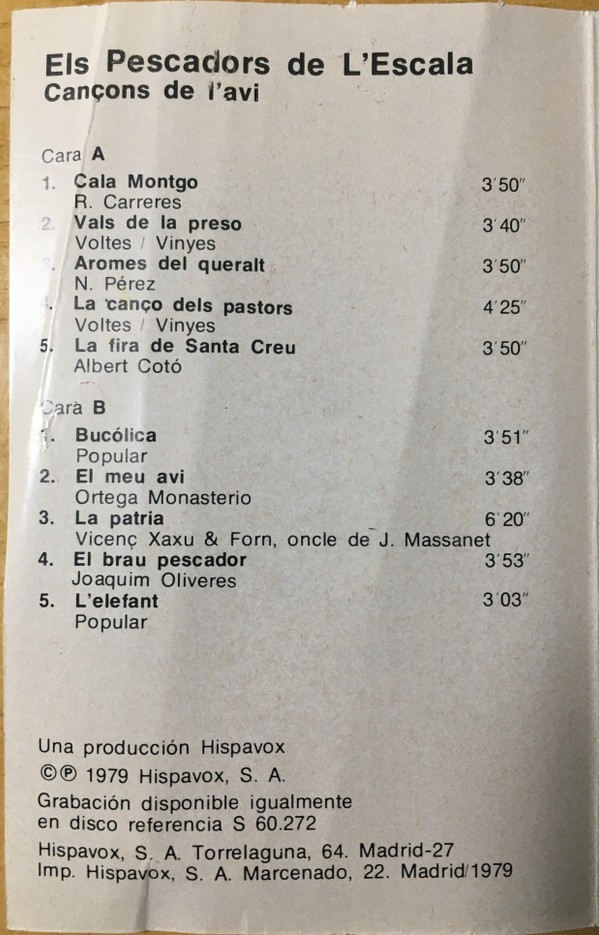 Els Pescadors de L'Escala
Cançons de l'avi
Cara A
1. Cala Montgo 3'50"
R. Carreres
2. Vals de la preso 3'40"
Voltes / Vinyes
3. Aromes del queralt 3'50"
N. Pérez
4. La canço dels pastors 4'25"
Voltes / Vinyes
5. La fira de Santa Creu 3'50"
Albert Cotó
Cara B
1. Bucólica 3'51"
Popular
2. El meu avi 3'38"
Ortega Monasterio
3. La patria 6'20"
Vicenç Xaxu & Forn, oncle de J. Massanet
4. El brau pescador 3'53"
Joaquim Oliveres
5. L'elefant 3'03"
Popular
Una producción Hispavox
©℗ 1979 Hispavox, S. A.
Grabación disponible igualmente
en disco referencia S 60.272
Hispavox, S. A. Torrelaguna, 64. Madrid-27
Imp. Hispavox, S. A. Marcenado, 22. Madrid/1979